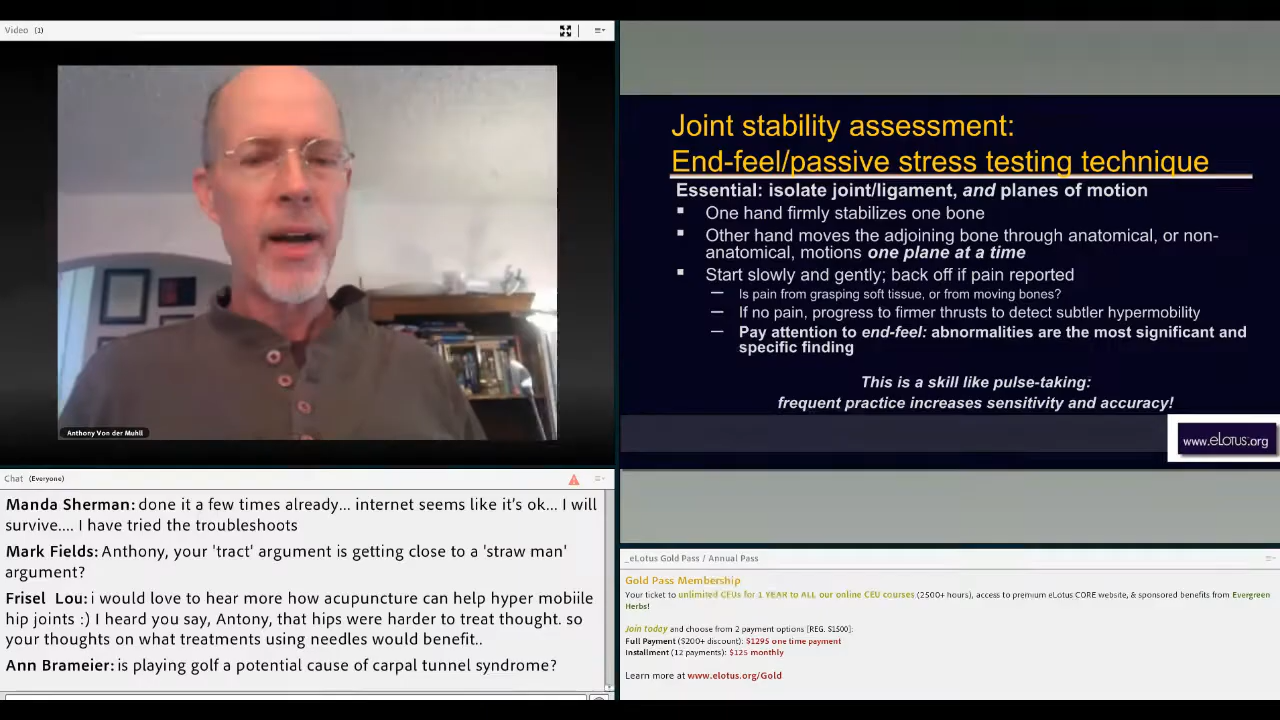 Video (1)
Anthony Von der Muhll
Joint stability assessment:
End-feel/passive stress testing technique
Essential: isolate joint/ligament, and planes of motion
One hand firmly stabilizes one bone
Other hand moves the adjoining bone through anatomical, or non-
anatomical, motions one plane at a time
Start slowly and gently; back off if pain reported
Is pain from grasping soft tissue, or from moving bones?
If no pain, progress to firmer thrusts to detect subtler hypermobility
Pay attention to end-feel: abnormalities are the most significant and
specific finding
This is a skill like pulse-taking:
frequent practice increases sensitivity and accuracy!
www.eLotus.org
Chat (Everyone)
Manda Sherman: done it a few times already... internet seems like it's ok... I will
survive.... I have tried the troubleshoots
Mark Fields: Anthony, your 'tract' argument is getting close to a 'straw man'
argument?
Frisel Lou: i would love to hear more how acupuncture can help hyper mobiile
hip joints :) I heard you say, Antony, that hips were harder to treat thought. so
your thoughts on what treatments using needles would benefit..
Ann Brameier: is playing golf a potential cause of carpal tunnel syndrome?
_eLotus Gold Pass / Annual Pass
Gold Pass Membership
Your ticket to unlimited CEUs for 1 YEAR to ALL our online CEU courses (2500+ hours), access to premium eLotus CORE website, & sponsored benefits from Evergreen
Herbs!
Join today and choose from 2 payment options [REG. $1500]:
Full Payment ($200+ discount): $1295 one time payment
Installment (12 payments): $125 monthly
Learn more at www.elotus.org/Gold